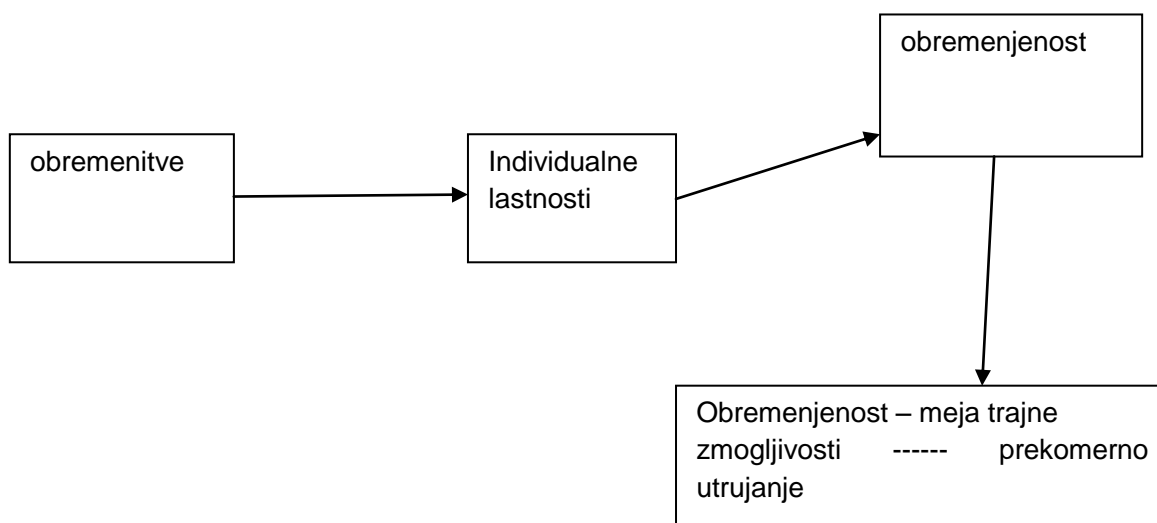 obremenjenost
obremenitve
Individualne
lastnosti
Obremenjenost – meja trajne
zmogljivosti ------ prekomerno
utrujanje